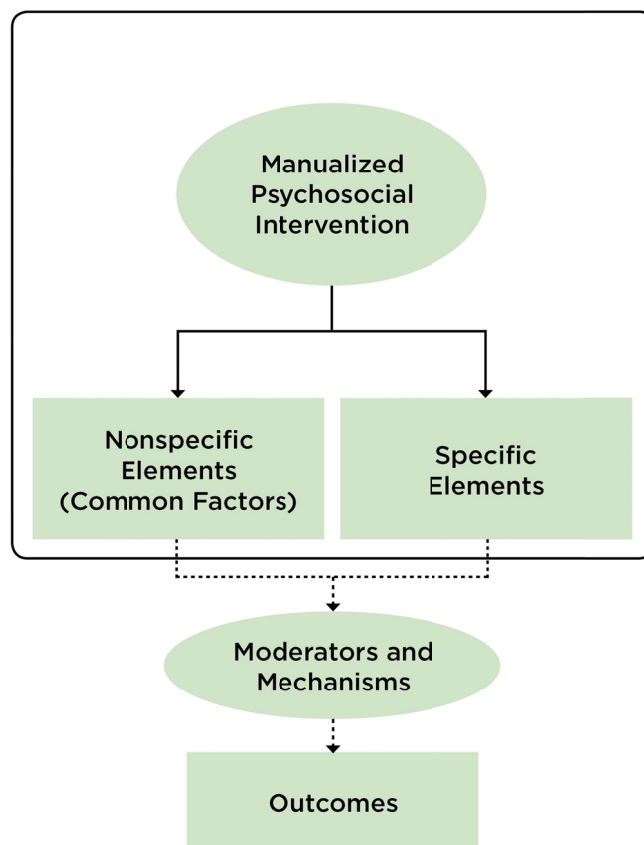 Manualized
Psychosocial
Intervention
Nonspecific
Elements
(Common Factors)
Specific
Elements
Moderators and
Mechanisms
Outcomes